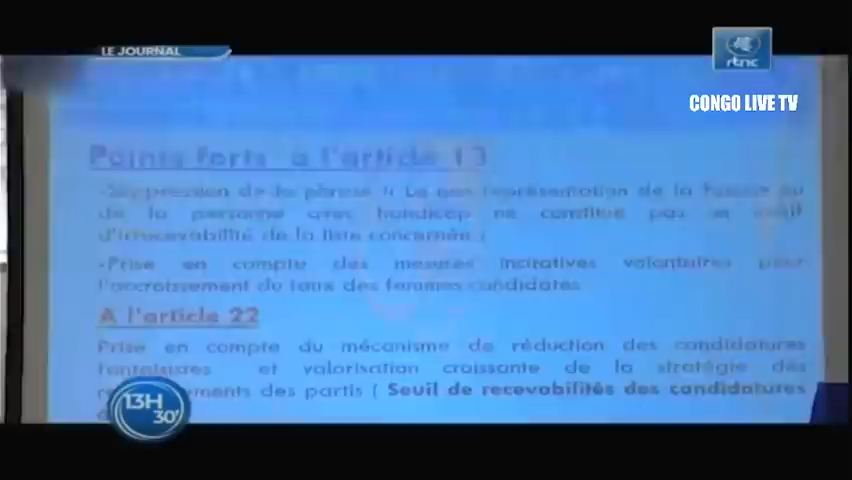 LE JOURNAL
rtnc
CONGO LIVE TV
Points forts à l'article 13
-Suppression de la phrase « La non représentation de la femme ou
de la personne avec handicap ne constitue pas un motif
d'irrecevabilité de la liste concernée
-Prise en compte des mesures incitatives volontaires pour
l'accroissement du taux des femmes candidates
A l'article 22
Prise en compte du mécanisme de réduction des candidatures
fantaisistes et valorisation croissante de la stratégie des
des partis ( Seuil de recevabilités des candidatures
13H
30'